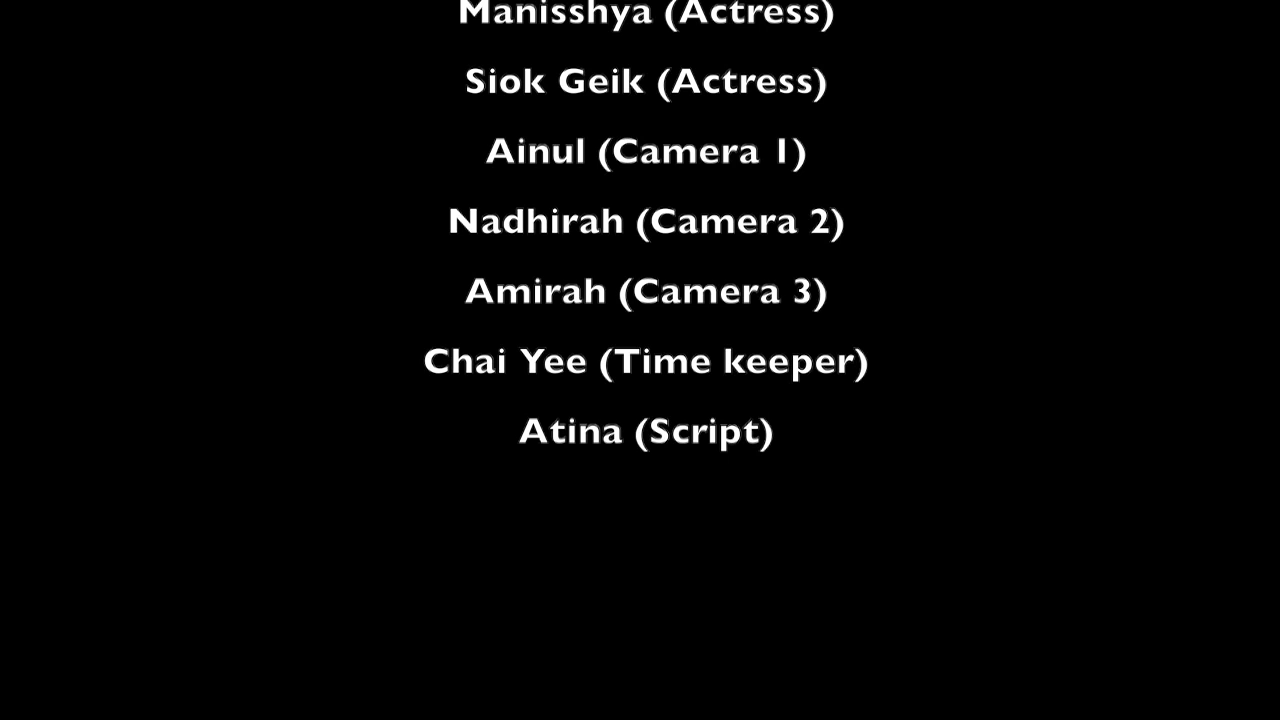 Manisshya (Actress)
Siok Geik (Actress)
Ainul (Camera 1)
Nadhirah (Camera 2)
Amirah (Camera 3)
Chai Yee (Time keeper)
Atina (Script)